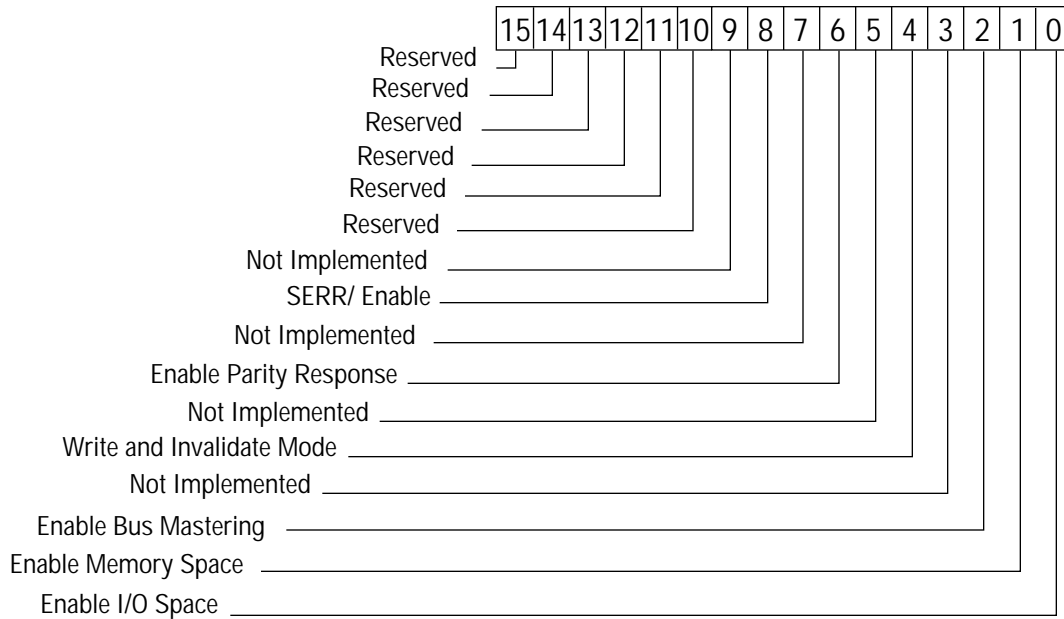 15 14 13 12 11 10 9 8 7 6 5 4 3 2 1 0
Reserved
Reserved
Reserved
Reserved
Reserved
Reserved
Not Implemented
SERR/ Enable
Not Implemented
Enable Parity Response
Not Implemented
Write and Invalidate Mode
Not Implemented
Enable Bus Mastering
Enable Memory Space
Enable I/O Space